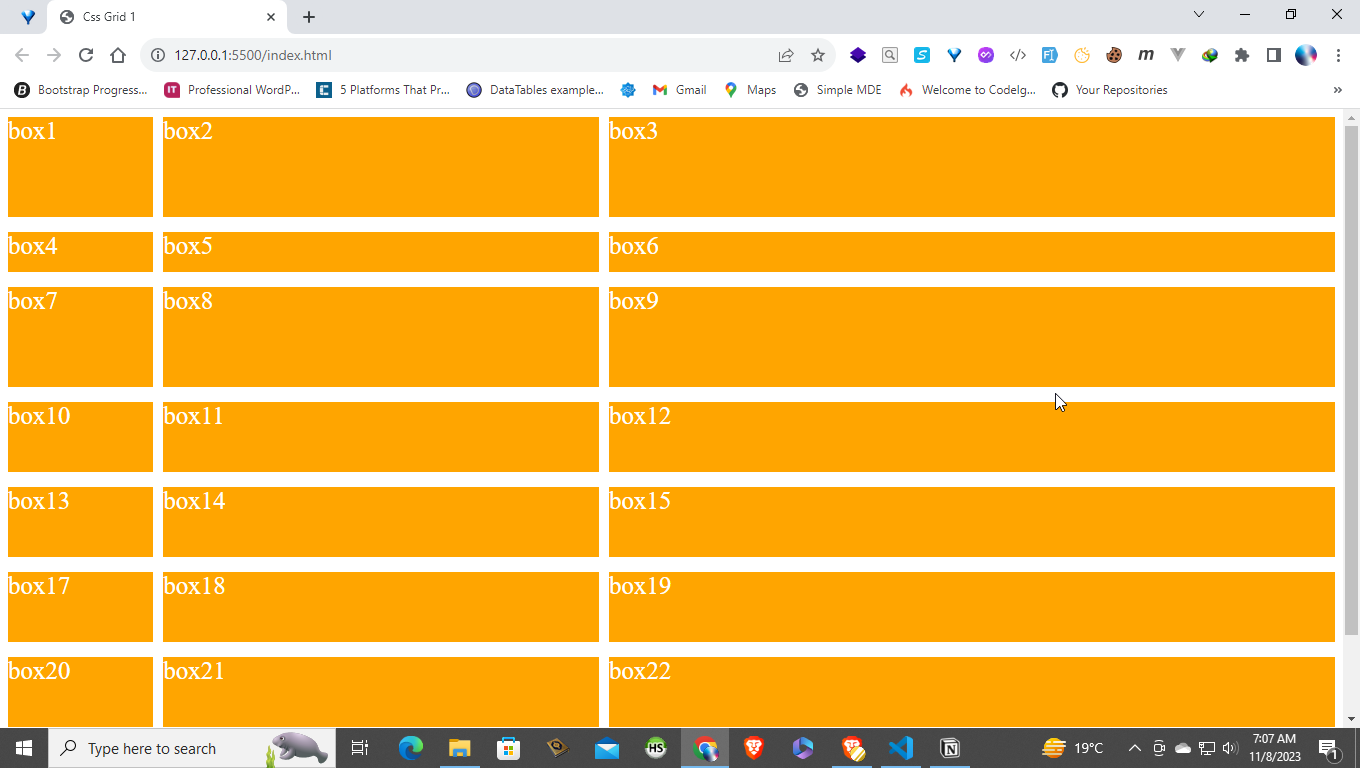 Css Grid 1
127.0.0.1:5500/index.html
Bootstrap Progress... Professional WordP... 5 Platforms That Pr... DataTables example... Gmail Maps Simple MDE Welcome to CodeIg... Your Repositories
box1 box2 box3
box4 box5 box6
box7 box8 box9
box10 box11 box12
box13 box14 box15
box17 box18 box19
box20 box21 box22
Type here to search
HS
19°C
7:07 AM
11/8/2023
1